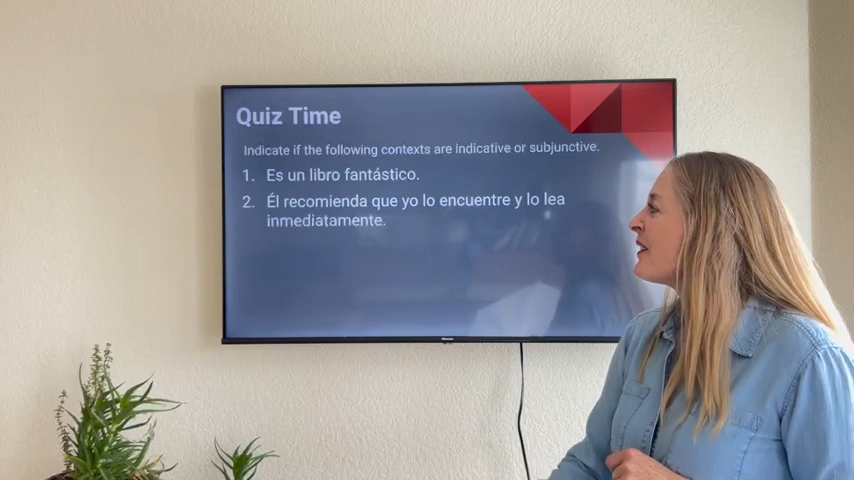 Quiz Time
Indicate if the following contexts are indicative or subjunctive.
1. Es un libro fantástico.
2. Él recomienda que yo lo encuentre y lo lea
inmediatamente.